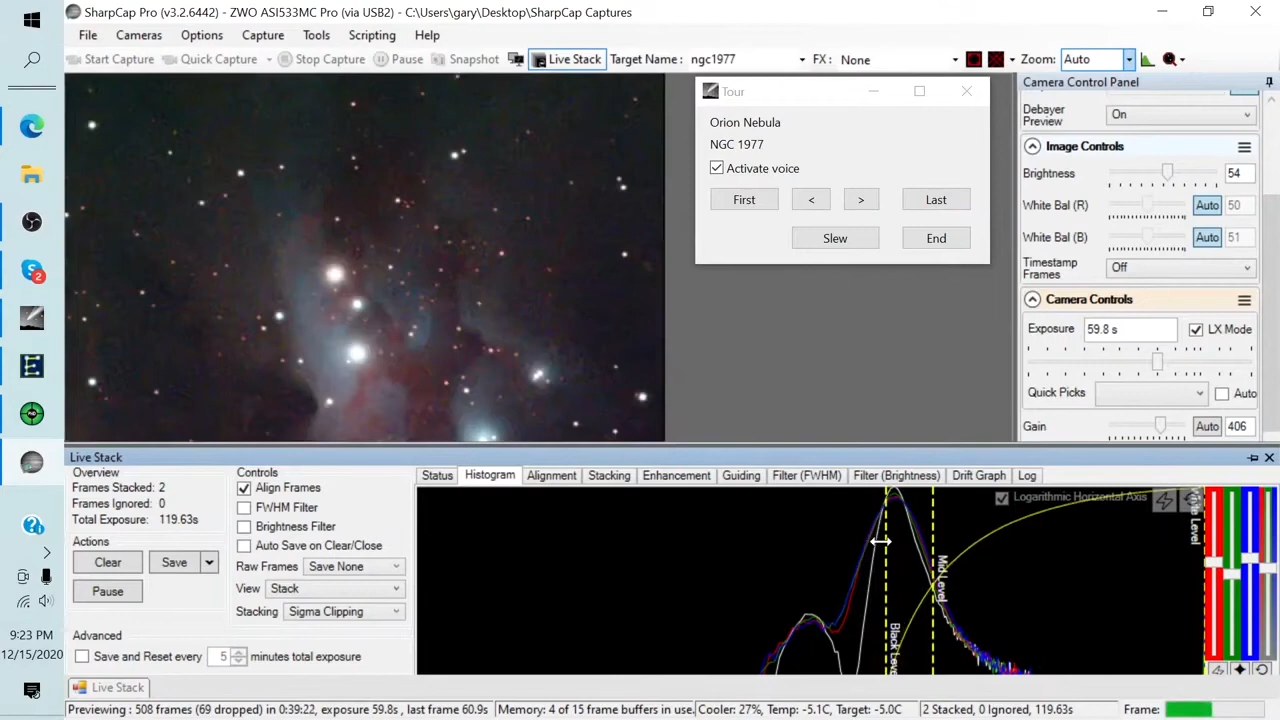 SharpCap Pro (v3.2.6442) - ZWO ASI533MC Pro (via USB2) - C:\Users\gary\Desktop\SharpCap Captures
File Cameras Options Capture Tools Scripting Help
Start Capture Quick Capture Stop Capture Pause Snapshot Live Stack Target Name : ngc1977 FX : None Zoom: Auto
Tour
Orion Nebula
NGC 1977
Activate voice
First < > Last
Slew End
Camera Control Panel
Debayer Preview On
Image Controls
Brightness 54
White Bal (R) Auto 50
White Bal (B) Auto 51
Timestamp Frames Off
Camera Controls
Exposure 59.8 s LX Mode
Quick Picks Auto
Gain Auto 406
Live Stack
Overview
Frames Stacked: 2
Frames Ignored: 0
Total Exposure: 119.63s
Actions
Clear Save
Pause
Controls
Align Frames
FWHM Filter
Brightness Filter
Auto Save on Clear/Close
Raw Frames Save None
View Stack
Stacking Sigma Clipping
Advanced
Save and Reset every 5 minutes total exposure
Status Histogram Alignment Stacking Enhancement Guiding Filter (FWHM) Filter (Brightness) Drift Graph Log
Logarithmic Horizontal Axis
Black Level
Mid Level
White Level
Live Stack
Previewing : 508 frames (69 dropped) in 0:39:22, exposure 59.8s , last frame 60.9s Memory: 4 of 15 frame buffers in use. Cooler: 27%, Temp: -5.1C, Target: -5.0C 2 Stacked, 0 Ignored, 119.63s Frame:
2
9:23 PM
12/15/2020